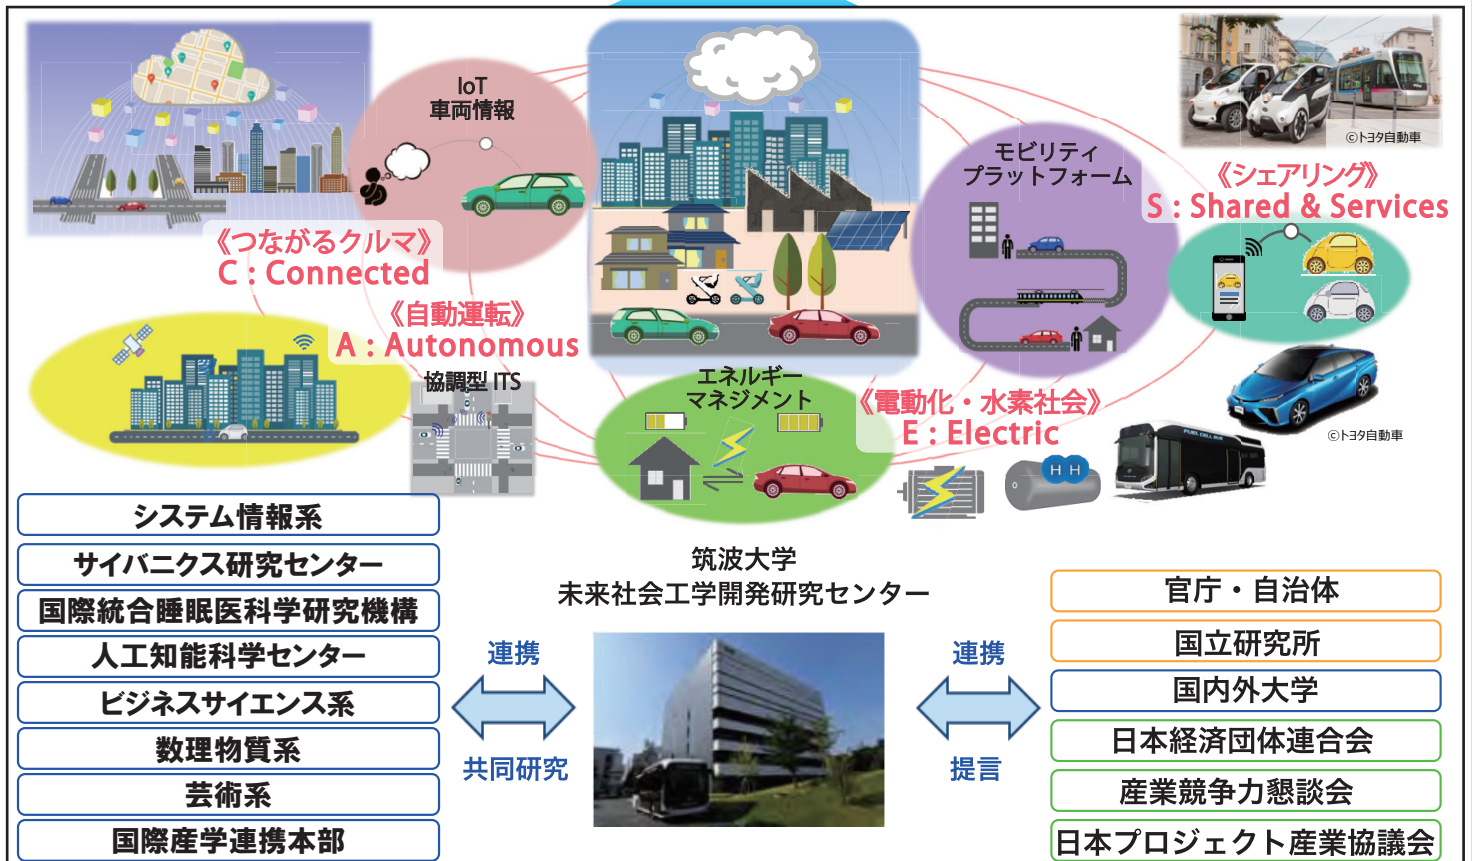 IoT
車両情報
モビリティ
プラットフォーム
©トヨタ自動車
《シェアリング》
S : Shared & Services
《つながるクルマ》
C : Connected
《自動運転》
A : Autonomous
協調型 ITS
エネルギー
マネジメント
《電動化・水素社会》
E : Electric
©トヨタ自動車
FUEL CELL BUS
H H
システム情報系
サイバニクス研究センター
国際統合睡眠医科学研究機構
人工知能科学センター
ビジネスサイエンス系
数理物質系
芸術系
国際産学連携本部
連携
共同研究
筑波大学
未来社会工学開発研究センター
連携
提言
官庁・自治体
国立研究所
国内外大学
日本経済団体連合会
産業競争力懇談会
日本プロジェクト産業協議会